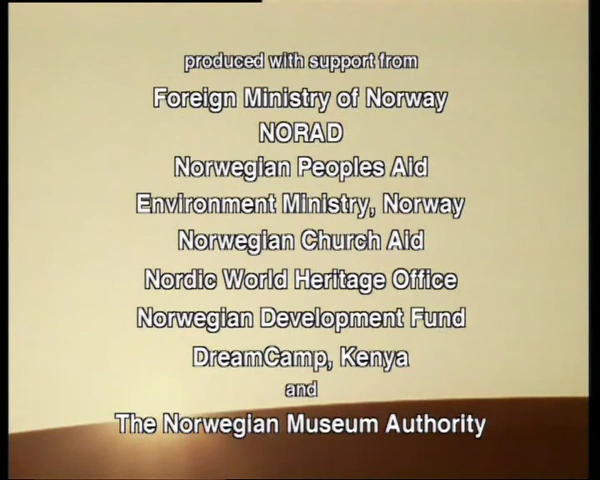 produced with support from
Foreign Ministry of Norway
NORAD
Norwegian Peoples Aid
Environment Ministry, Norway
Norwegian Church Aid
Nordic World Heritage Office
Norwegian Development Fund
DreamCamp, Kenya
and
The Norwegian Museum Authority